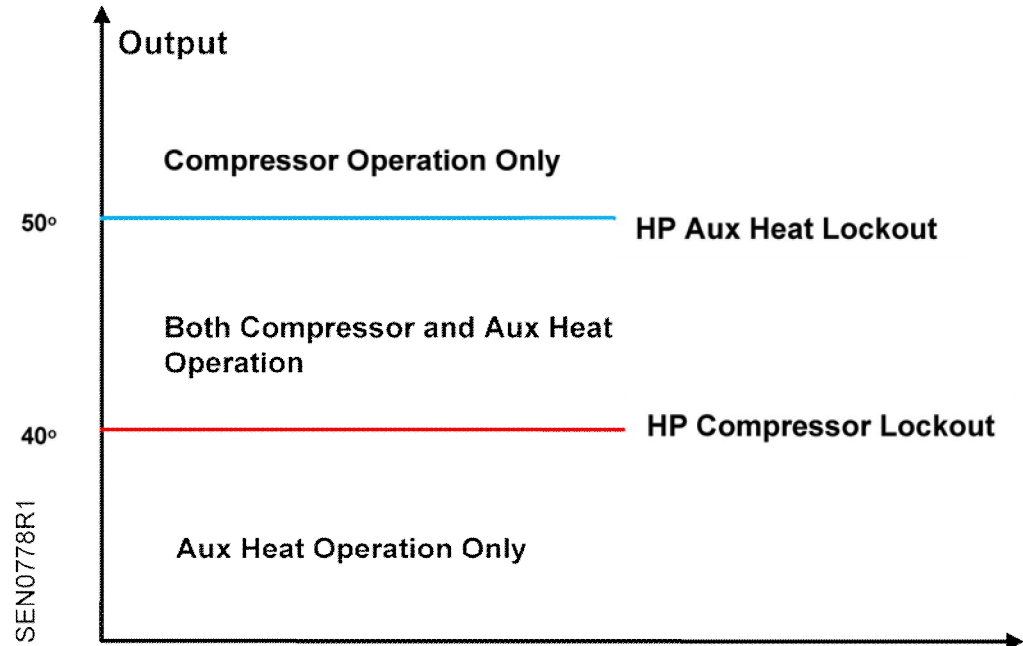 Output
Compressor Operation Only
50°
HP Aux Heat Lockout
Both Compressor and Aux Heat
Operation
40°
HP Compressor Lockout
Aux Heat Operation Only
SEN0778R1